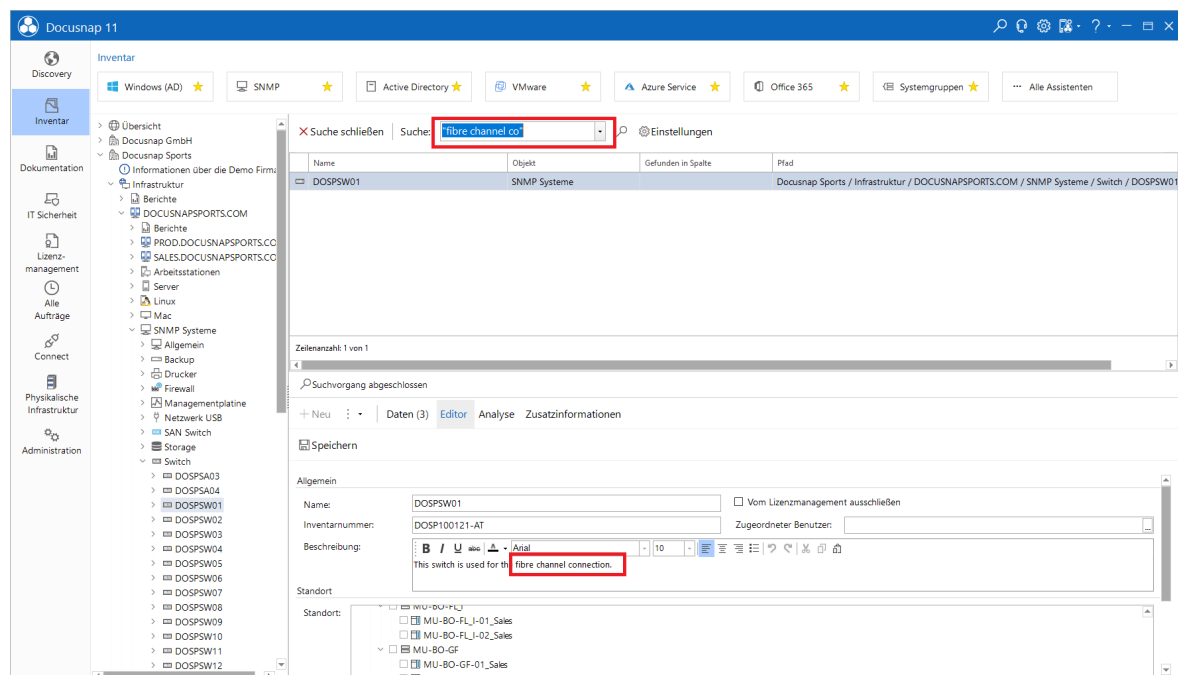 Docusnap 11
Discovery
Inventar
Dokumentation
IT Sicherheit
Lizenz-
management
Alle
Aufträge
Connect
Physikalische
Infrastruktur
Administration
Inventar
Windows (AD)
SNMP
Active Directory
VMware
Azure Service
Office 365
Systemgruppen
Alle Assistenten
Übersicht
Docusnap GmbH
Docusnap Sports
Informationen über die Demo Firma
Infrastruktur
Berichte
DOCUSNAPSPORTS.COM
Berichte
PROD.DOCUSNAPSPORTS.CO
SALES.DOCUSNAPSPORTS.CO
Arbeitsstationen
Server
Linux
Mac
SNMP Systeme
Allgemein
Backup
Drucker
Firewall
Managementplatine
Netzwerk USB
SAN Switch
Storage
Switch
DOSPSA03
DOSPSA04
DOSPSW01
DOSPSW02
DOSPSW03
DOSPSW04
DOSPSW05
DOSPSW06
DOSPSW07
DOSPSW08
DOSPSW09
DOSPSW10
DOSPSW11
DOSPSW12
Suche schließen Suche: "fibre channel co" Einstellungen
Name Objekt Gefunden in Spalte Pfad
DOSPSW01 SNMP Systeme Docusnap Sports / Infrastruktur / DOCUSNAPSPORTS.COM / SNMP Systeme / Switch / DOSPSW01
Zeilenanzahl: 1 von 1
Suchvorgang abgeschlossen
+ Neu Daten (3) Editor Analyse Zusatzinformationen
Speichern
Allgemein
Name: DOSPSW01 Vom Lizenzmanagement ausschließen
Inventarnummer: DOSP100121-AT Zugeordneter Benutzer: ...
Beschreibung: B I U abc A Arial 10
This switch is used for th fibre channel connection.
Standort
Standort: MU-BO-FL_I
MU-BO-FL_I-01_Sales
MU-BO-FL_I-02_Sales
MU-BO-GF
MU-BO-GF-01_Sales